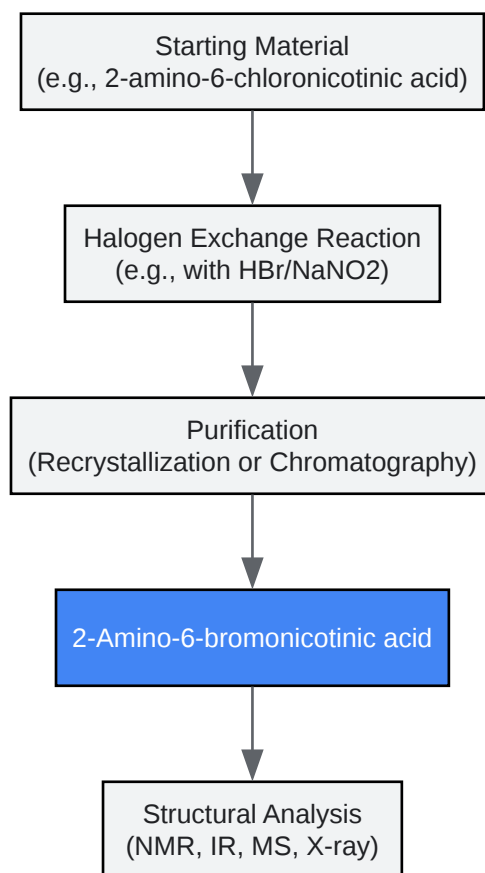 Starting Material
(e.g., 2-amino-6-chloronicotinic acid)
Halogen Exchange Reaction
(e.g., with HBr/NaNO2)
Purification
(Recrystallization or Chromatography)
2-Amino-6-bromonicotinic acid
Structural Analysis
(NMR, IR, MS, X-ray)